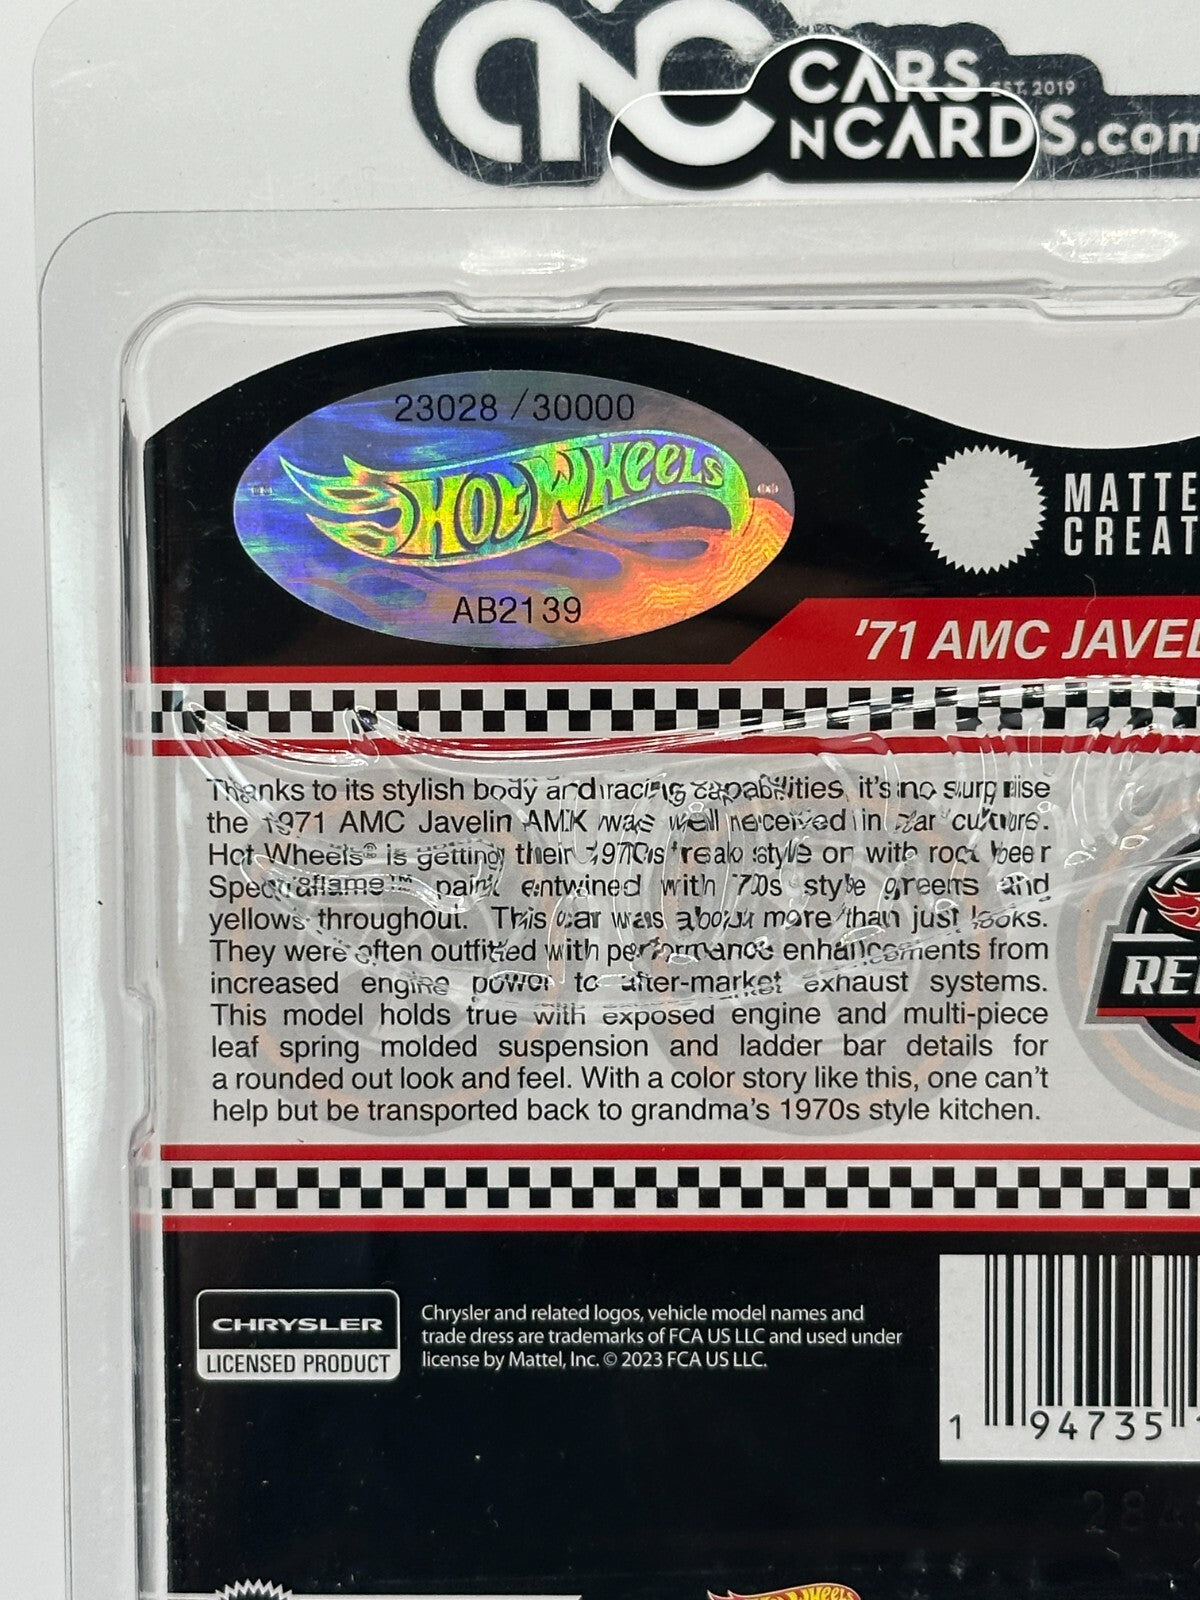 CARS EST. 2019
NCARDS.com
23028 /30000
HOT WHEELS
AB2139
MATTE
CREAT
'71 AMC JAVEL
Thanks to its stylish body and racing capabilities, it's no surprise
the 1971 AMC Javelin AMX was well received in car culture.
Hot Wheels® is getting their 1970s freak style on with root beer
Spectraflame™ paint entwined with '70s style greens and
yellows throughout. This car was about more than just looks.
They were often outfitted with performance enhancements from
increased engine power to after-market exhaust systems.
This model holds true with exposed engine and multi-piece
leaf spring molded suspension and ladder bar details for
a rounded out look and feel. With a color story like this, one can't
help but be transported back to grandma's 1970s style kitchen.
RE
CHRYSLER
LICENSED PRODUCT
Chrysler and related logos, vehicle model names and
trade dress are trademarks of FCA US LLC and used under
license by Mattel, Inc. © 2023 FCA US LLC.
1 94735
28
HOT WHEELS